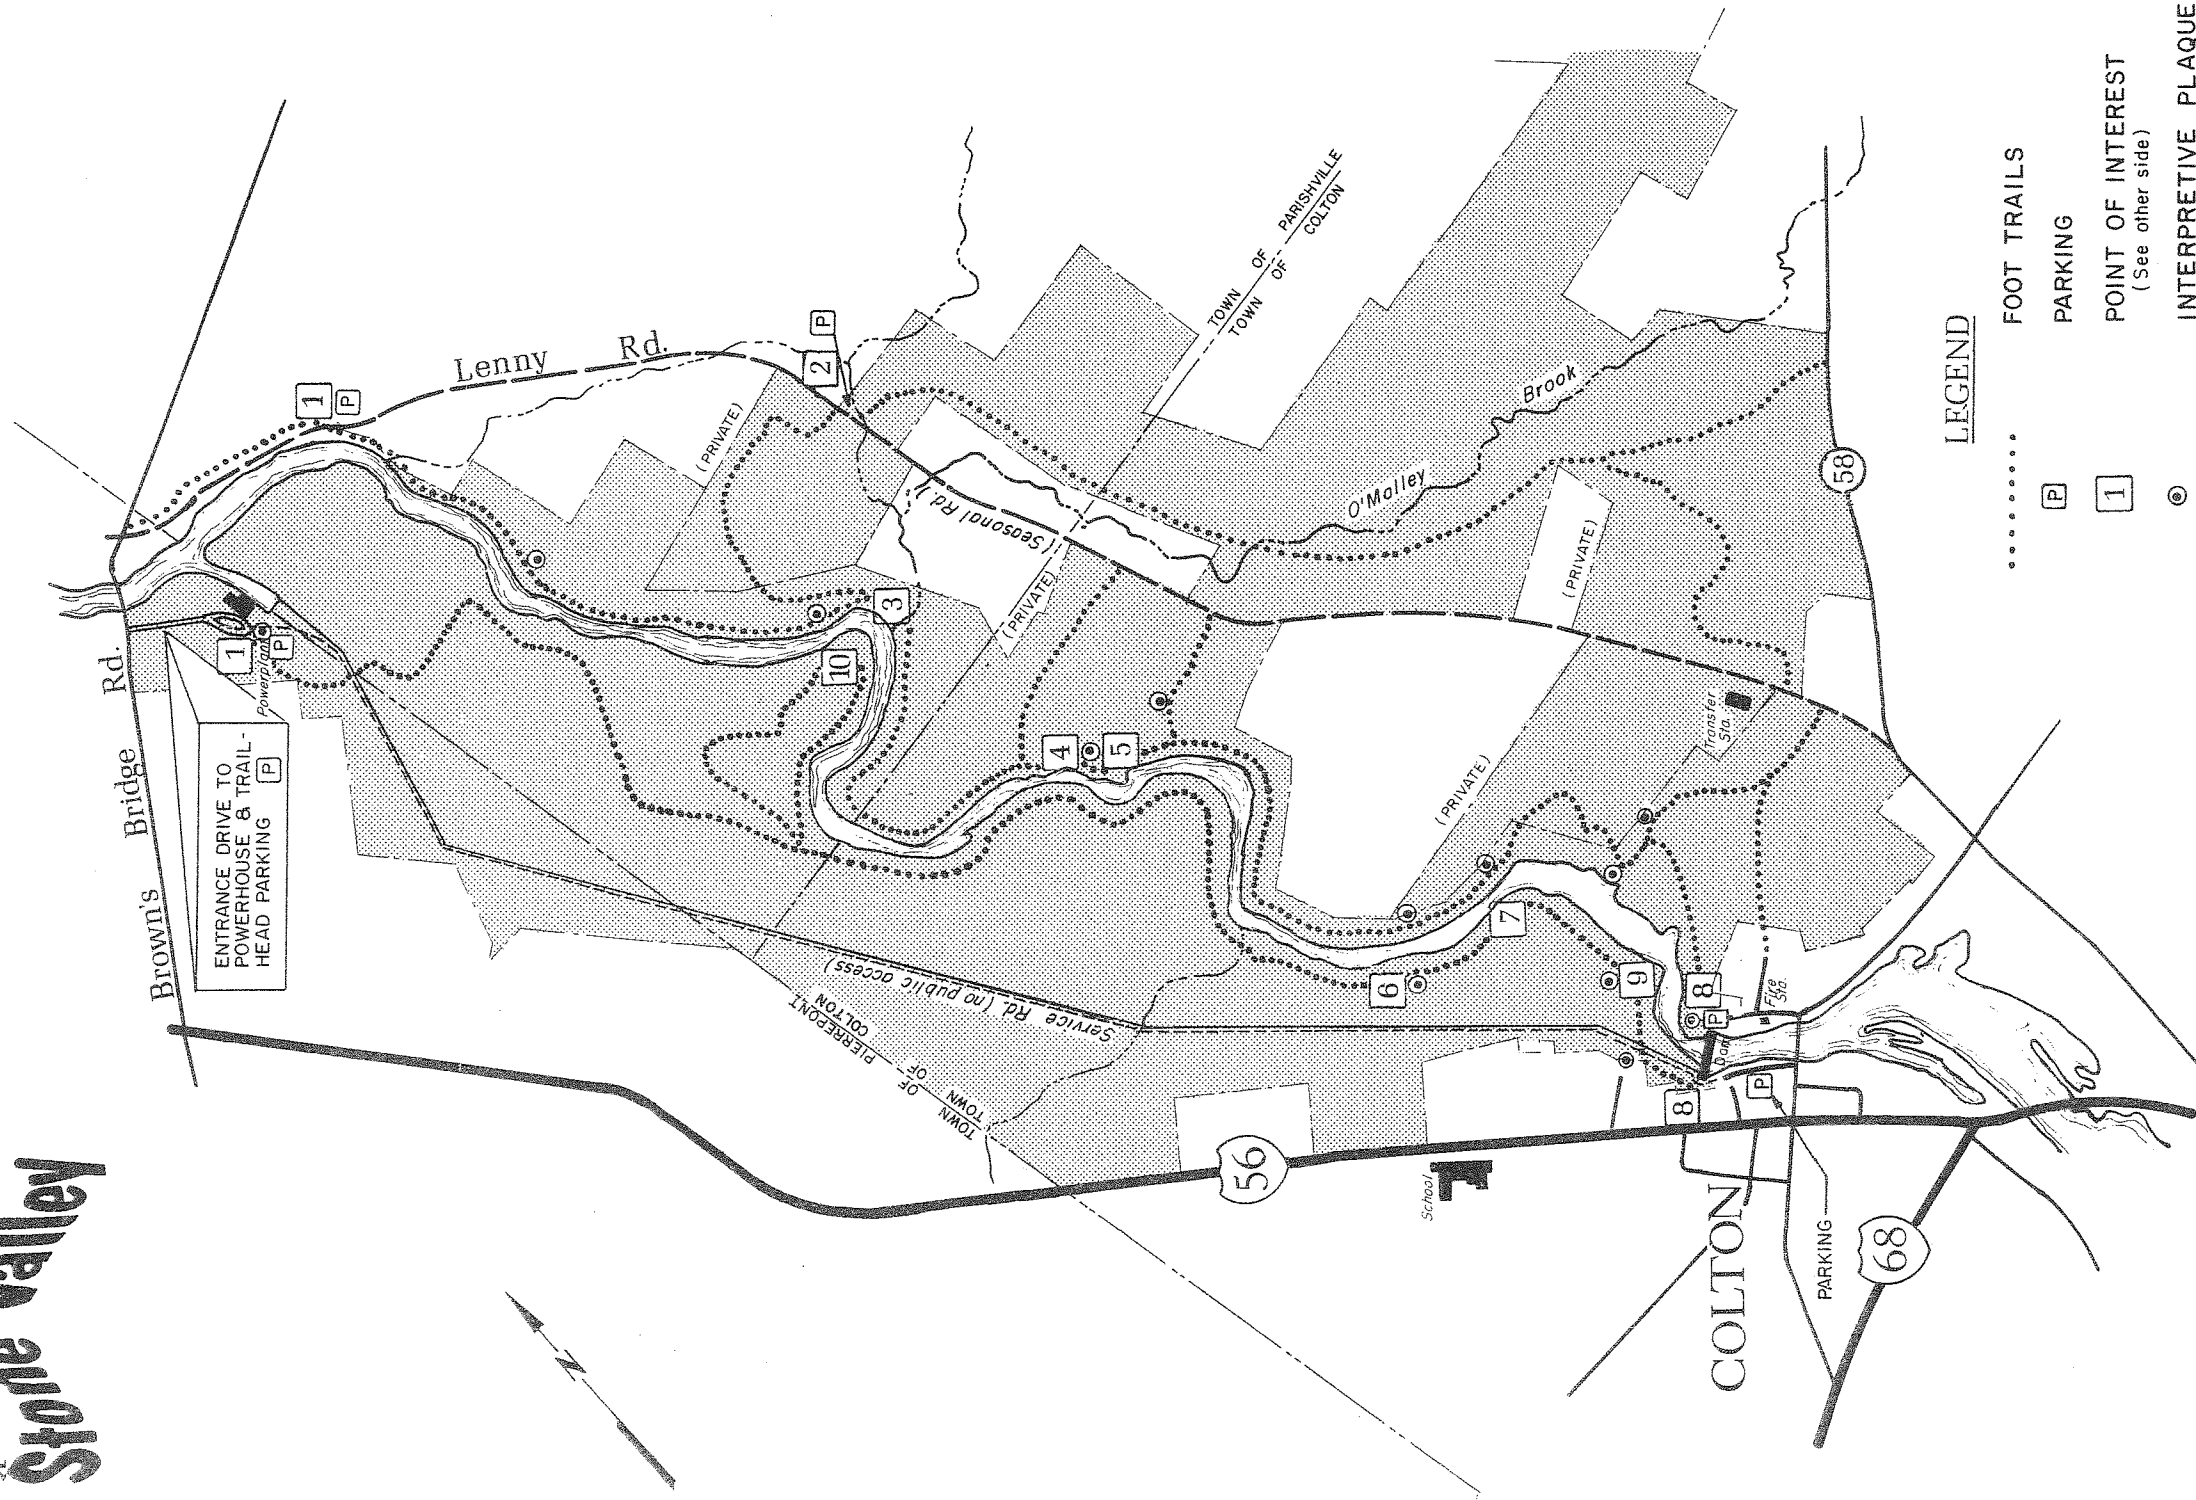 Stone Valley
Brown's Bridge Rd.
ENTRANCE DRIVE TO
POWERHOUSE & TRAIL-
HEAD PARKING P
Powerplant
1
P
1
P
Lenny Rd.
2
P
(PRIVATE)
3
10
(Seasonal Rd.)
(PRIVATE)
TOWN OF PARISHVILLE
TOWN OF COLTON
4
5
O'Malley Brook
(PRIVATE)
(PRIVATE)
Transfer
Sta.
58
Service Rd. (no public access)
TOWN OF PIERREPONT
TOWN OF COLTON
6
7
9
8
P
Fire
Sta.
Dam
8
P
56
School
COLTON
PARKING
68
N
LEGEND
FOOT TRAILS
P PARKING
1 POINT OF INTEREST
(See other side)
INTERPRETIVE PLAQUE